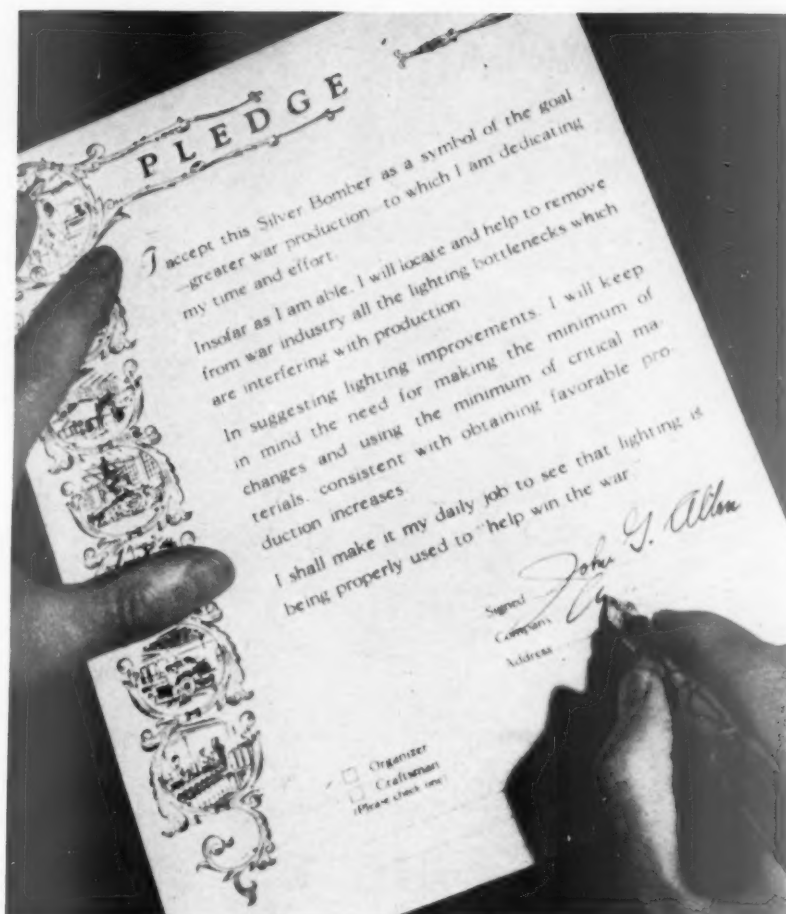 PLEDGE
I accept this Silver Bomber as a symbol of the goal
—greater war production—to which I am dedicating
my time and effort.
Insofar as I am able, I will locate and help to remove
from war industry all the lighting bottlenecks which
are interfering with production
In suggesting lighting improvements, I will keep
in mind the need for making the minimum of
changes and using the minimum of critical ma-
terials, consistent with obtaining favorable pro-
duction increases
I shall make it my daily job to see that lighting is
being properly used to "help win the war"
Signed John G. Allen
Company
Address
Organizer
Craftsman
(Please check one)